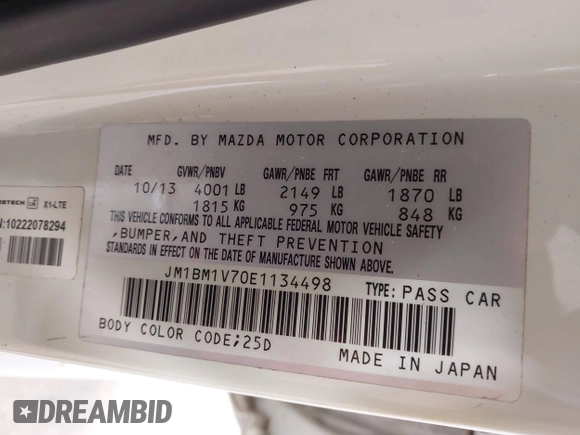 MFD. BY MAZDA MOTOR CORPORATION
DATE GVWR/PNBV GAWR/PNBE FRT GAWR/PNBE RR
10/13 4001 LB 2149 LB 1870 LB
1815 KG 975 KG 848 KG
THIS VEHICLE CONFORMS TO ALL APPLICABLE FEDERAL MOTOR VEHICLE SAFETY
,BUMPER,AND THEFT PREVENTION
STANDARDS IN EFFECT ON THE DATE OF MANUFACTURE SHOWN ABOVE.
JM1BM1V70E1134498 TYPE: PASS CAR
BODY COLOR CODE;25D MADE IN JAPAN
X1-LTE
N:10222078294
DREAMBID